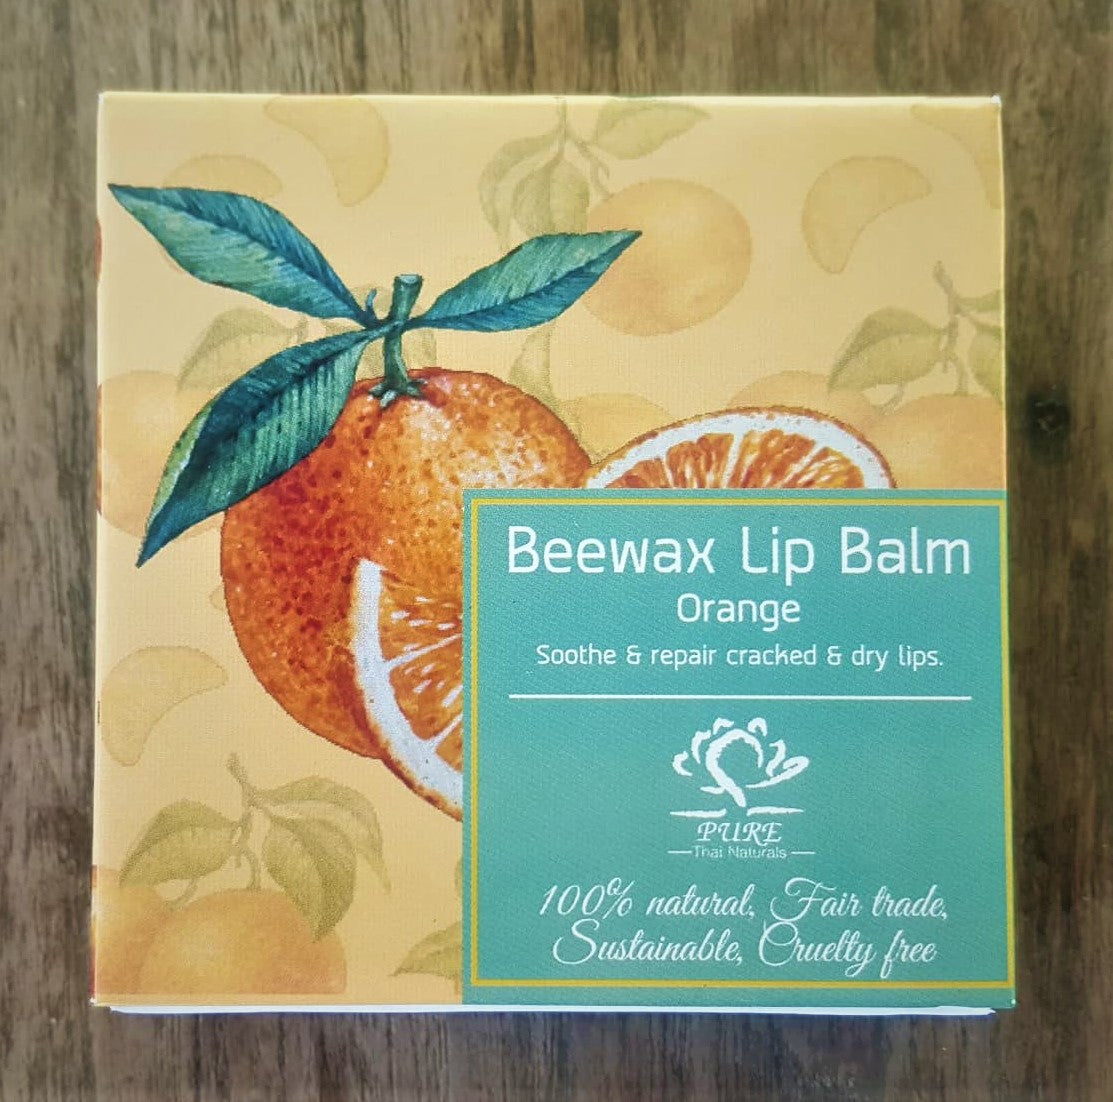 Beewax Lip Balm
Orange
Soothe & repair cracked & dry lips.
PURE
Thai Naturals
100% natural, Fair trade,
Sustainable, Cruelty free